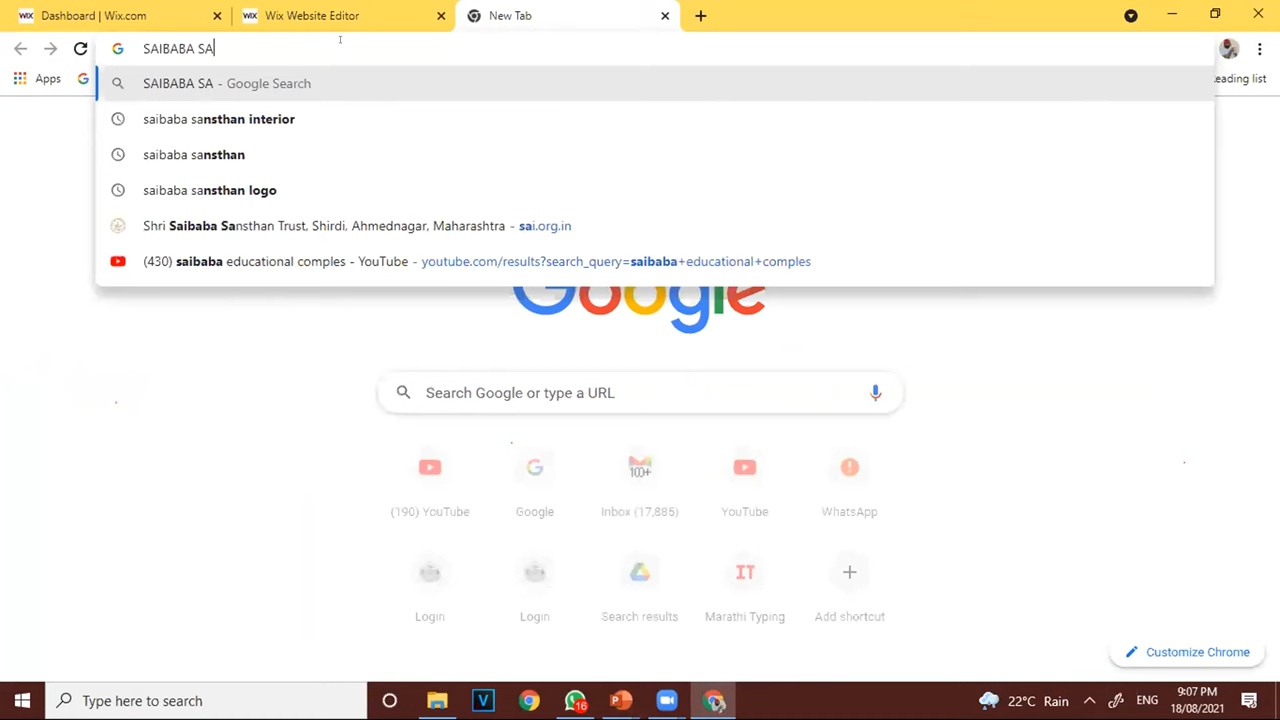 Dashboard | Wix.com
Wix Website Editor
New Tab
SAIBABA SA
Apps
eading list
SAIBABA SA - Google Search
saibaba sansthan interior
saibaba sansthan
saibaba sansthan logo
Shri Saibaba Sansthan Trust, Shirdi, Ahmednagar, Maharashtra - sai.org.in
(430) saibaba educational comples - YouTube - youtube.com/results?search_query=saibaba+educational+comples
Google
Search Google or type a URL
100+
(190) YouTube
Google
Inbox (17,885)
YouTube
WhatsApp
IT
Login
Login
Search results
Marathi Typing
Add shortcut
Customize Chrome
Type here to search
16
22°C Rain
ENG
9:07 PM
18/08/2021